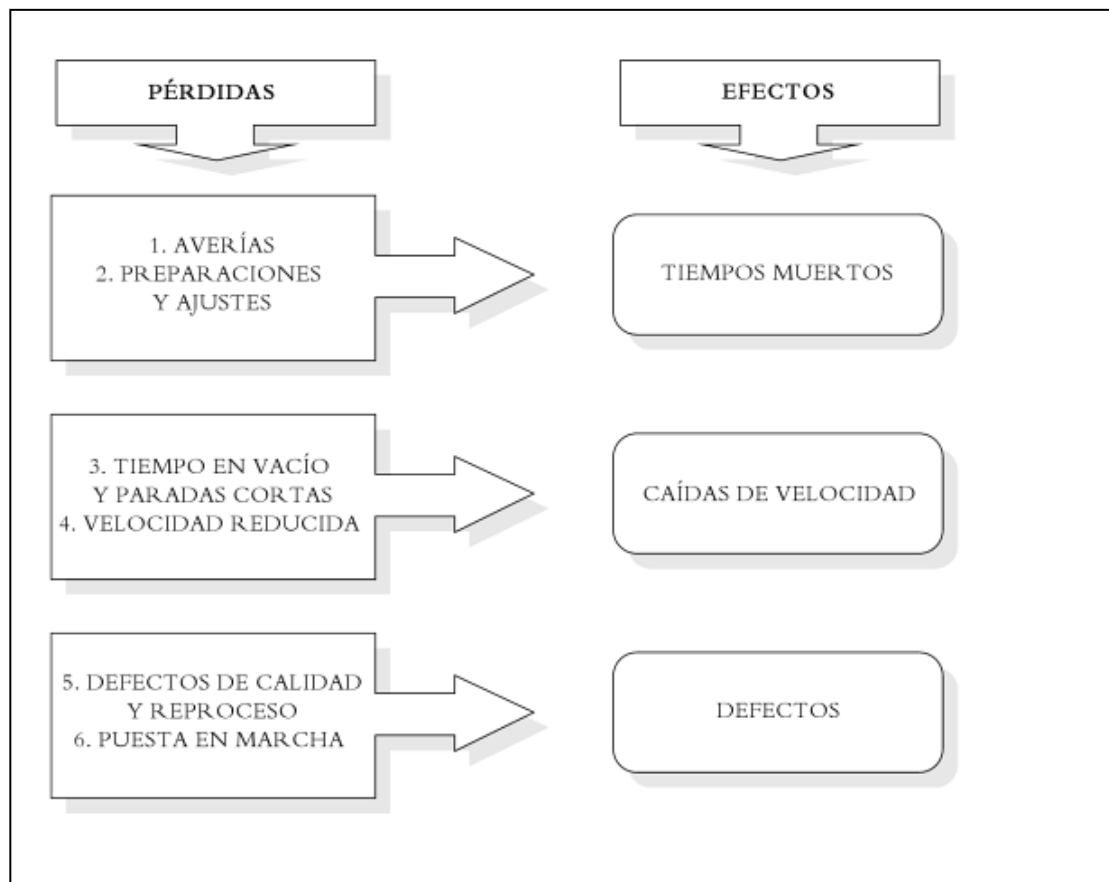 PÉRDIDAS
EFECTOS
1. AVERÍAS
2. PREPARACIONES
Y AJUSTES
TIEMPOS MUERTOS
3. TIEMPO EN VACÍO
Y PARADAS CORTAS
4. VELOCIDAD REDUCIDA
CAÍDAS DE VELOCIDAD
5. DEFECTOS DE CALIDAD
Y REPROCESO
6. PUESTA EN MARCHA
DEFECTOS